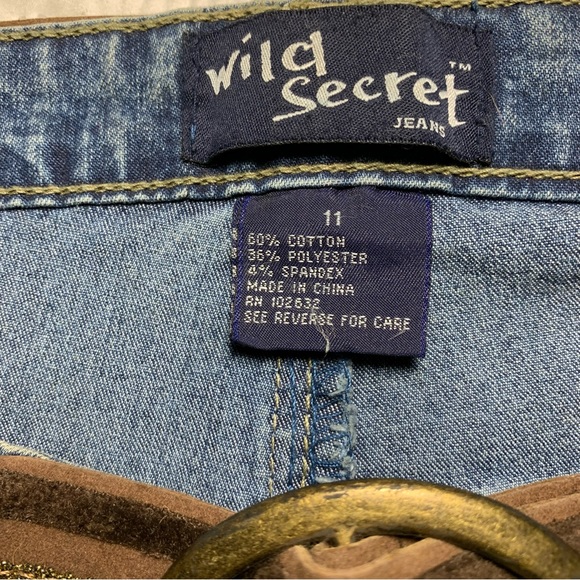 Wild
Secret™
JEANS
11
60% COTTON
36% POLYESTER
4% SPANDEX
MADE IN CHINA
RN 102632
SEE REVERSE FOR CARE